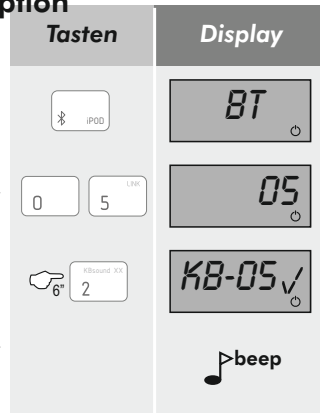 ption
Tasten Display
iPOD BT
LINK
0 5 05
KBsound XX
6" 2 KB-05
beep